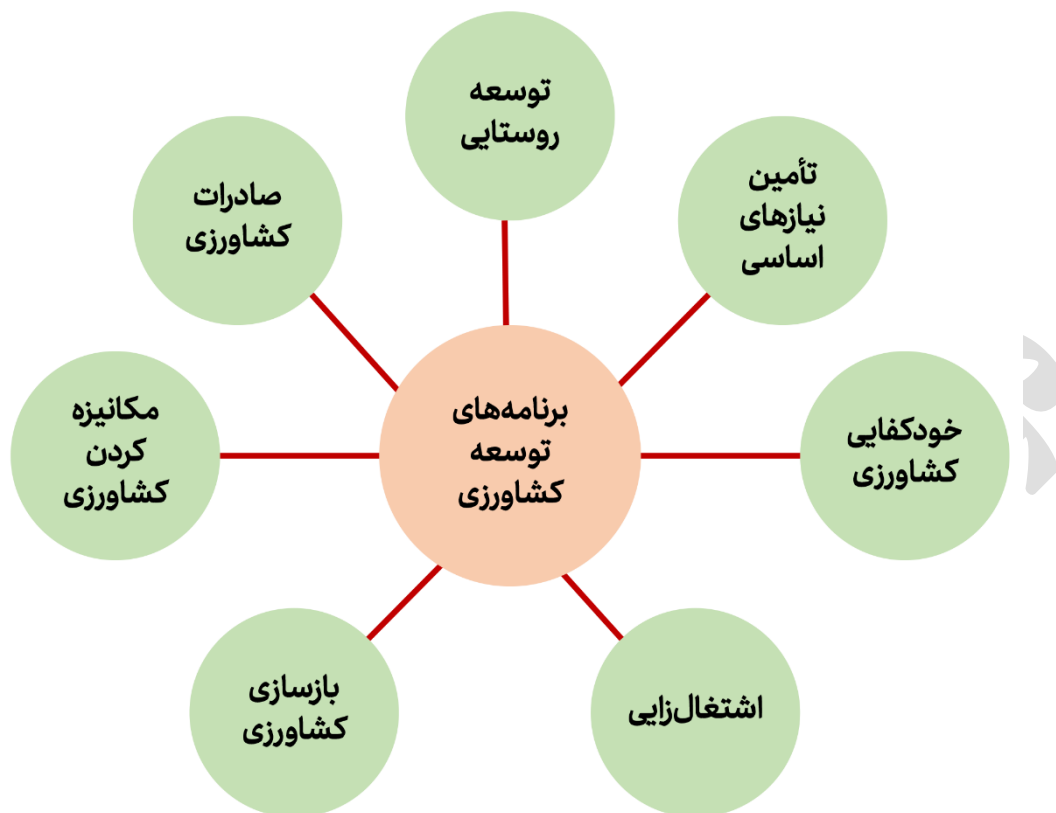 توسعه
روستایی
تأمین
نیازهای
اساسی
صادرات
کشاورزی
برنامه‌های
توسعه
کشاورزی
خودکفایی
کشاورزی
مکانیزه
کردن
کشاورزی
اشتغال‌زایی
بازسازی
کشاورزی